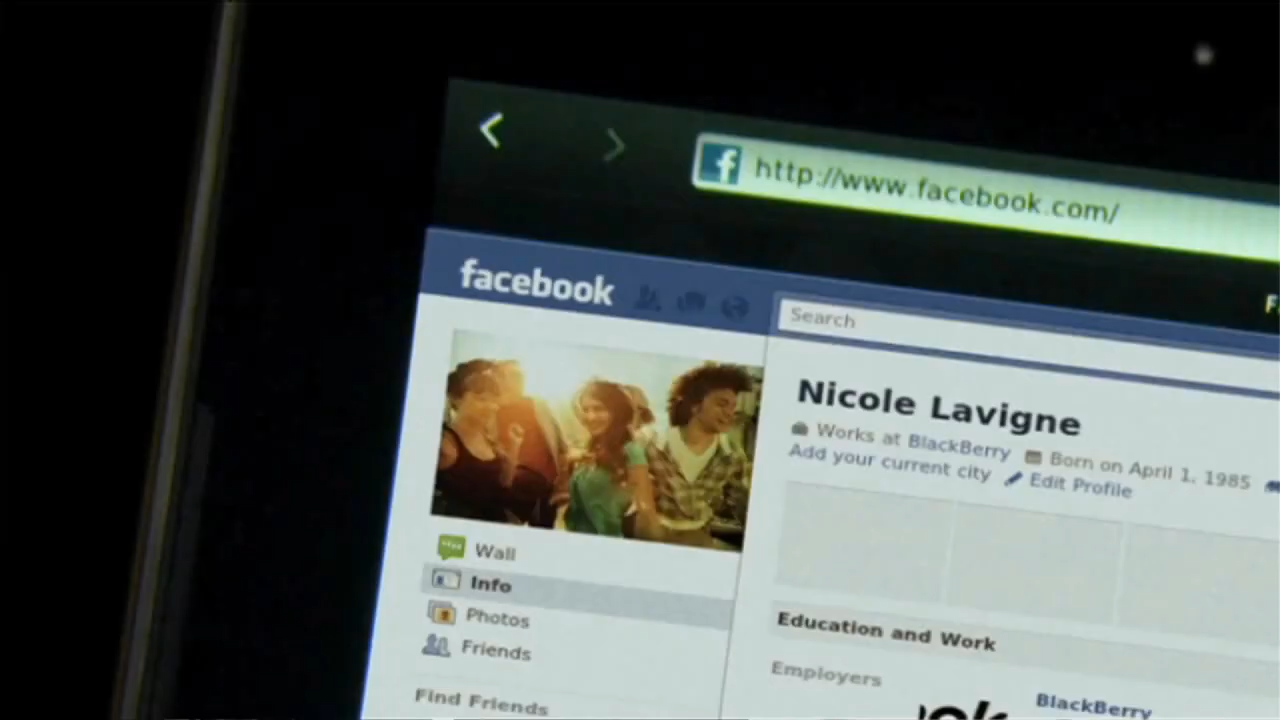 http://www.facebook.com/
facebook
Search
Nicole Lavigne
Works at BlackBerry Born on April 1, 1985
Add your current city Edit Profile
Wall
Info
Photos
Friends
Find Friends
Education and Work
Employers
BlackBerry